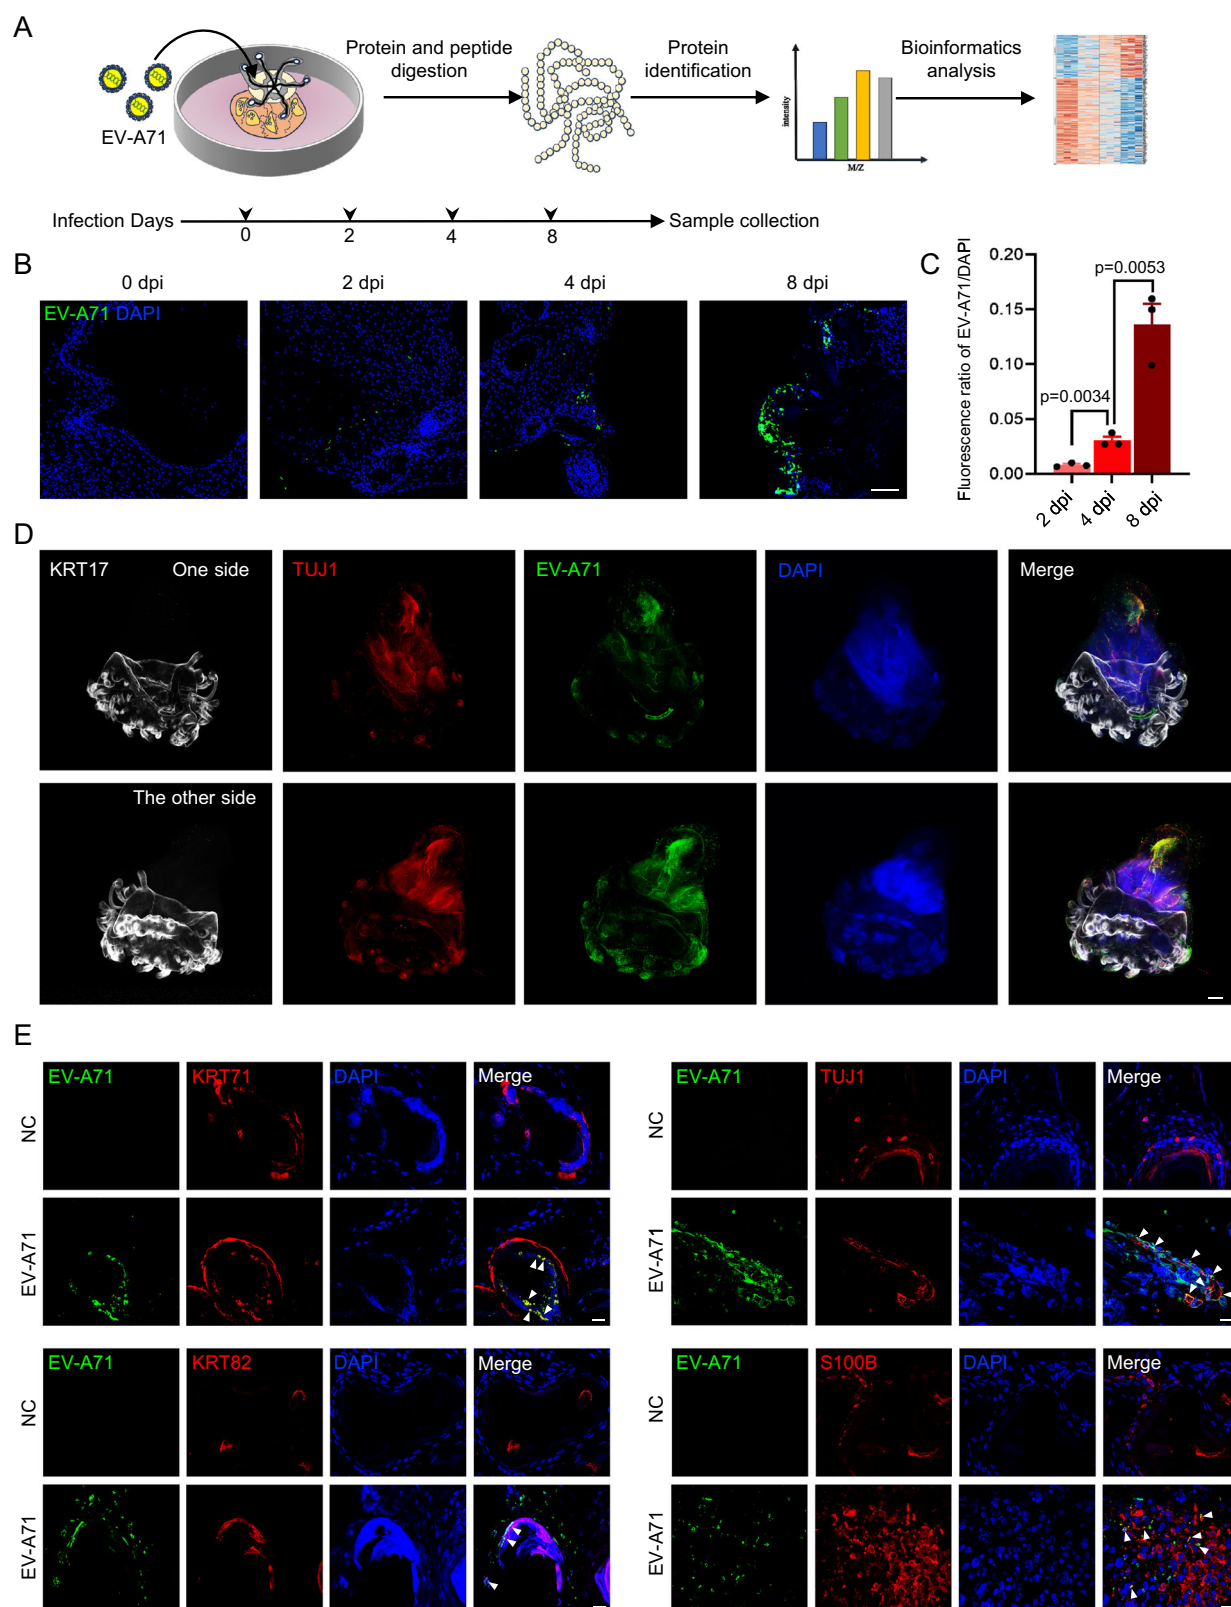 A
EV-A71
Protein and peptide
digestion
Protein
identification
intensity
M/Z
Bioinformatics
analysis
Infection Days
0
2
4
8
Sample collection
B
0 dpi
2 dpi
4 dpi
8 dpi
EV-A71 DAPI
C
Fluorescence ratio of EV-A71/DAPI
0.20
0.15
0.10
0.05
0.00
p=0.0034
p=0.0053
2 dpi
4 dpi
8 dpi
D
KRT17
One side
TUJ1
EV-A71
DAPI
Merge
The other side
E
NC
EV-A71
KRT71
DAPI
Merge
EV-A71
NC
EV-A71
TUJ1
DAPI
Merge
EV-A71
NC
EV-A71
KRT82
DAPI
Merge
EV-A71
NC
EV-A71
S100B
DAPI
Merge
EV-A71